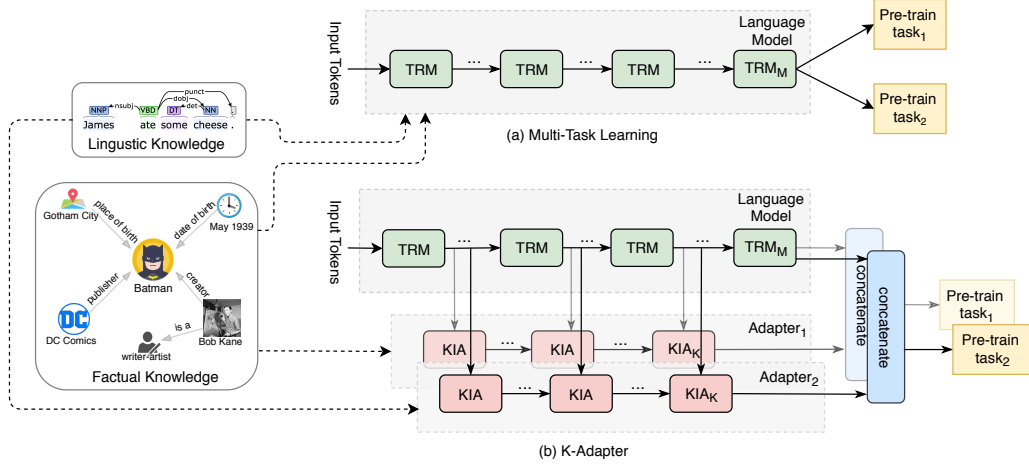 Input Tokens
TRM
...
TRM
...
TRM
...
TRM_M
Language
Model
Pre-train
task_1
Pre-train
task_2
(a) Multi-Task Learning
punct
dobj
NNP
nsubj
VBD
DT
det
NN
James
ate
some
cheese
.
Lingustic Knowledge
Gotham City
place of birth
date of birth
May 1939
Batman
publisher
creator
DC
DC Comics
is a
Bob Kane
writer-artist
Factual Knowledge
Input Tokens
TRM
...
TRM
...
TRM
...
TRM_M
Language
Model
Adapter_1
KIA
...
KIA
...
KIA_K
Adapter_2
KIA
...
KIA
...
KIA_K
concatenate
concatenate
Pre-train
task_1
Pre-train
task_2
(b) K-Adapter